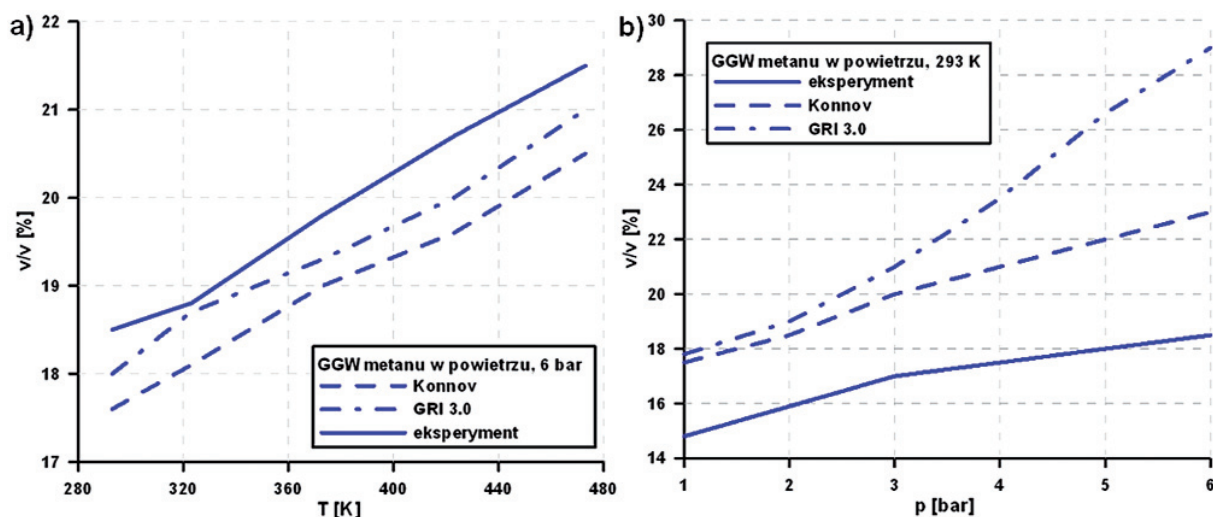 a)
22
21
20
19
18
17
v/v [%]
280 320 360 400 440 480
T [K]
GGW metanu w powietrzu, 6 bar
Konnov
GRI 3.0
eksperyment
b)
30
28
26
24
22
20
18
16
14
v/v [%]
1 2 3 4 5 6
p [bar]
GGW metanu w powietrzu, 293 K
eksperyment
Konnov
GRI 3.0